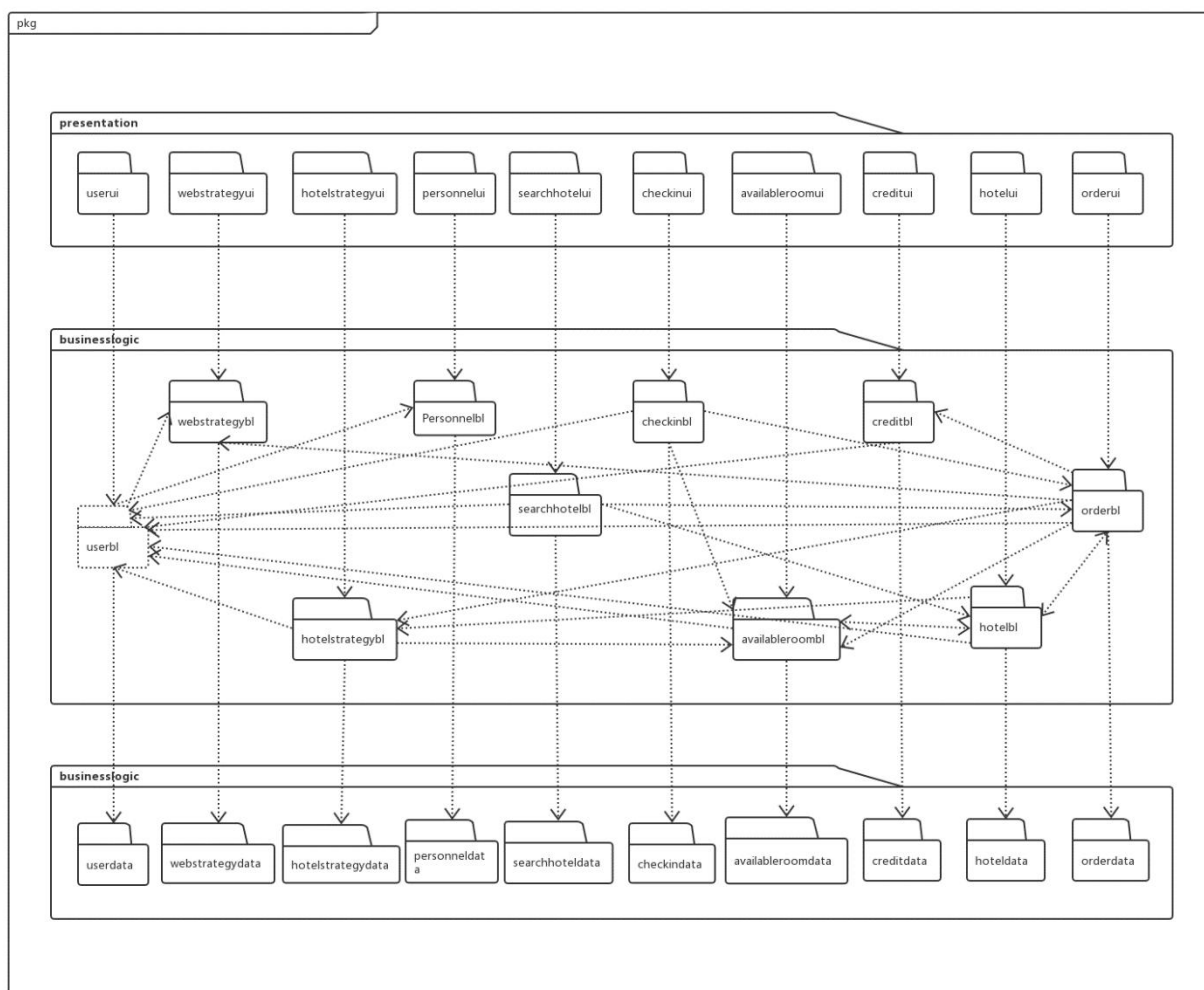 pkg
presentation
userui
webstrategyui
hotelstrategyui
personnelui
searchhotelui
checkinui
availableroomui
creditui
hotelui
orderui
businesslogic
webstrategybl
Personnelbl
checkinbl
creditbl
searchhotelbl
orderbl
userbl
hotelstrategybl
availableroombl
hotelbl
businesslogic
userdata
webstrategydata
hotelstrategydata
personneldat
a
searchhoteldata
checkindata
availableroomdata
creditdata
hoteldata
orderdata